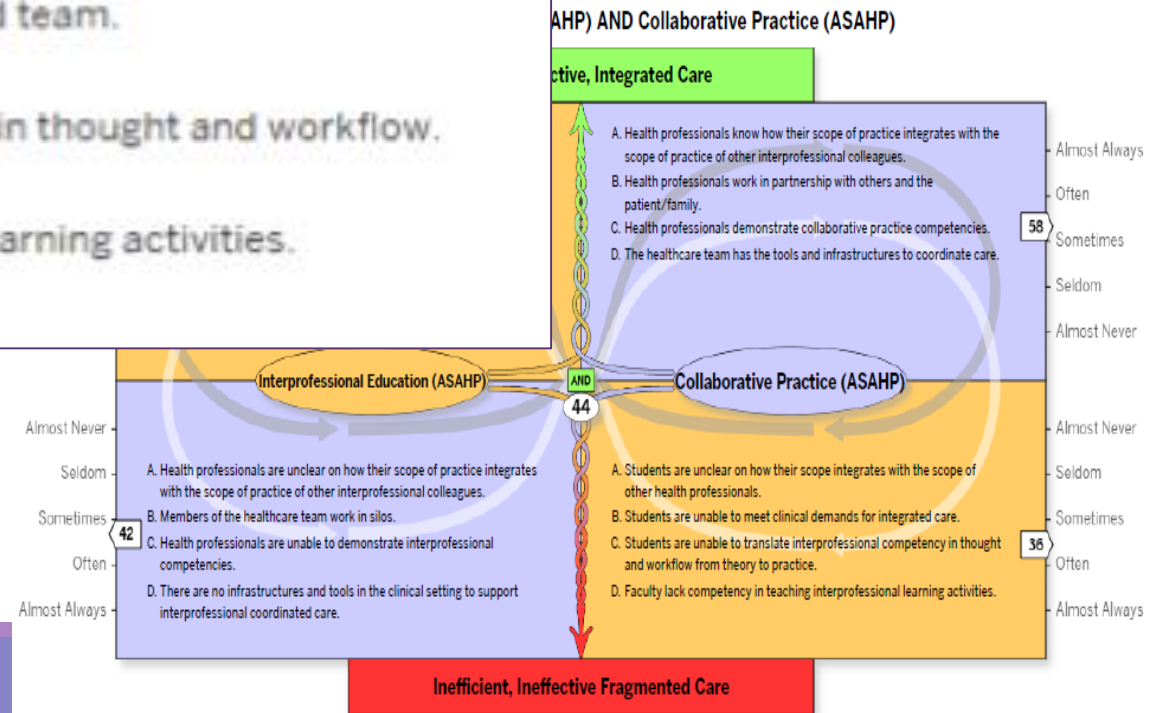 team.
in thought and workflow.
arning activities.
AHP) AND Collaborative Practice (ASAHP)
ctive, Integrated Care
A. Health professionals know how their scope of practice integrates with the
scope of practice of other interprofessional colleagues.
B. Health professionals work in partnership with others and the
patient/family.
C. Health professionals demonstrate collaborative practice competencies.
D. The healthcare team has the tools and infrastructures to coordinate care.
Almost Always
Often
58
Sometimes
Seldom
Almost Never
Interprofessional Education (ASAHP)
AND
44
Collaborative Practice (ASAHP)
Almost Never
Seldom
Sometimes
42
Often
Almost Always
A. Health professionals are unclear on how their scope of practice integrates
with the scope of practice of other interprofessional colleagues.
B. Members of the healthcare team work in silos.
C. Health professionals are unable to demonstrate interprofessional
competencies.
D. There are no infrastructures and tools in the clinical setting to support
interprofessional coordinated care.
A. Students are unclear on how their scope integrates with the scope of
other health professionals.
B. Students are unable to meet clinical demands for integrated care.
C. Students are unable to translate interprofessional competency in thought
and workflow from theory to practice.
D. Faculty lack competency in teaching interprofessional learning activities.
Almost Never
Seldom
Sometimes
36
Often
Almost Always
Inefficient, Ineffective Fragmented Care